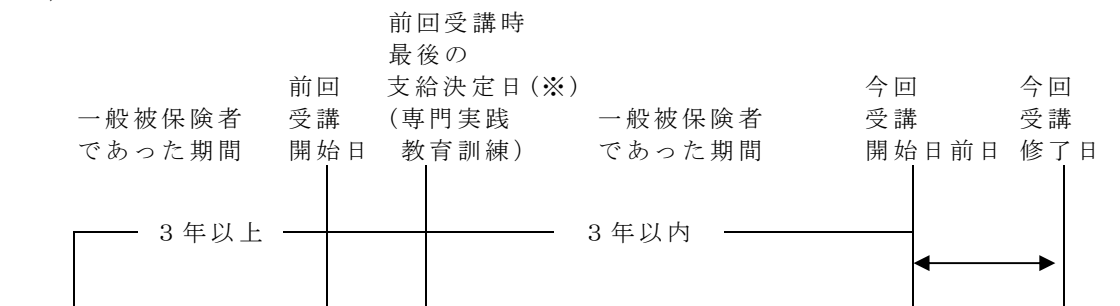 前回受講時
最後の
支給決定日(※)
(専門実践
教育訓練)
一般被保険者
であった期間
前回
受講
開始日
一般被保険者
であった期間
今回
受講
開始日前日
今回
受講
修了日
3年以上
3年以内